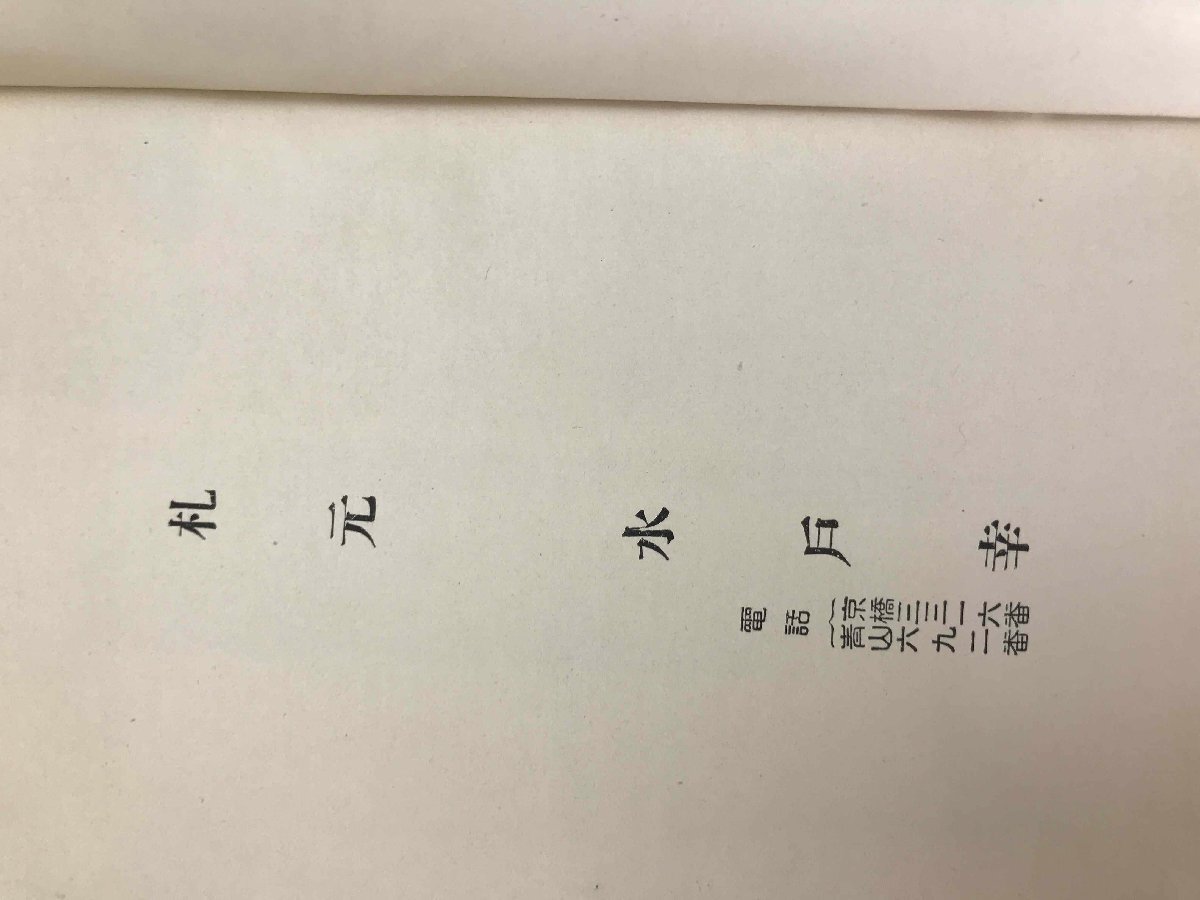 札元 水戸幸
電話
京橋三三一六番
青山六九二番